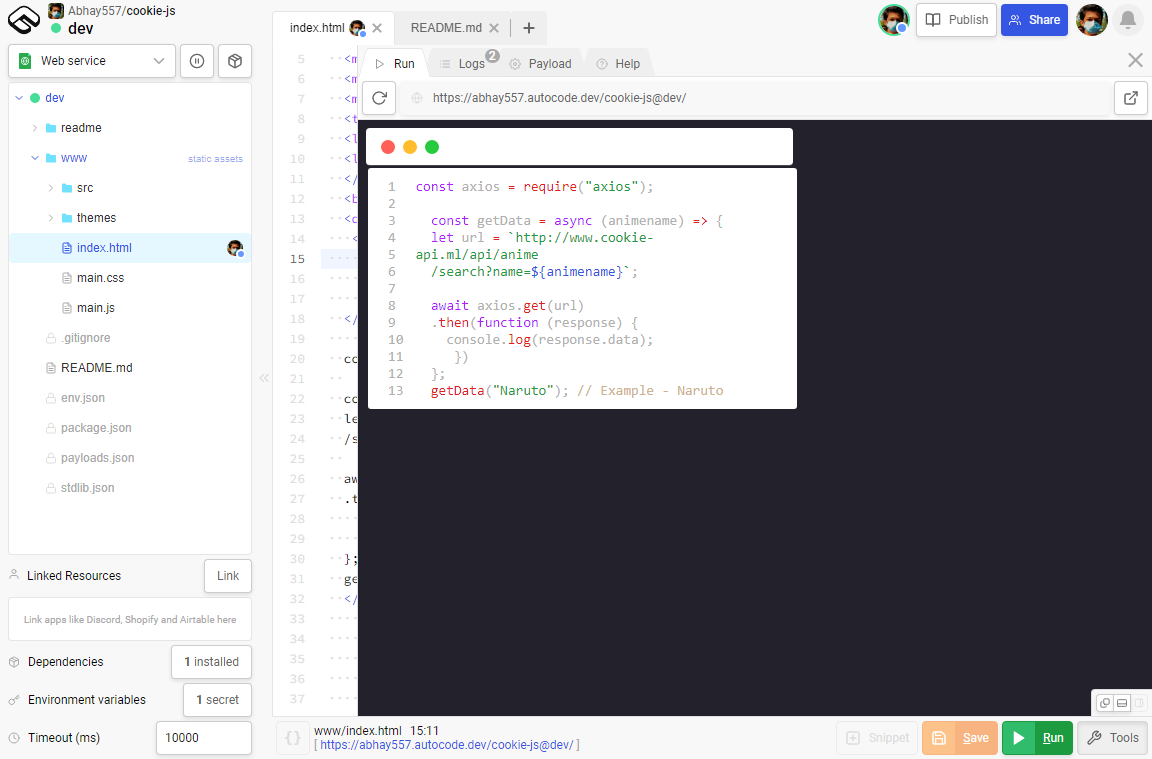 Abhay557/cookie-js
dev
Web service
dev
readme
www
static assets
src
themes
index.html
main.css
main.js
.gitignore
README.md
env.json
package.json
payloads.json
stdlib.json
Linked Resources
Link
Link apps like Discord, Shopify and Airtable here
Dependencies
1 installed
Environment variables
1 secret
Timeout (ms)
10000
index.html
README.md
Publish
Share
5 <m
6 <m
7 <m
8 <t
9 <l
10 <l
11 </
12 <b
13 <c
14 <
15
16
17
18 </
19
20 co
21
22 co
23 le
24 /s
25
26 aw
27 .t
28
29
30 };
31 ge
32 </
33
34
35
36
37
Run
Logs 2
Payload
Help
https://abhay557.autocode.dev/cookie-js@dev/
1 const axios = require("axios");
2
3 const getData = async (animename) => {
4 let url = `http://www.cookie-
5 api.ml/api/anime
6 /search?name=${animename}`;
7
8 await axios.get(url)
9 .then(function (response) {
10 console.log(response.data);
11 })
12 };
13 getData("Naruto"); // Example - Naruto
{} www/index.html 15:11
[ https://abhay557.autocode.dev/cookie-js@dev/ ]
Snippet
Save
Run
Tools